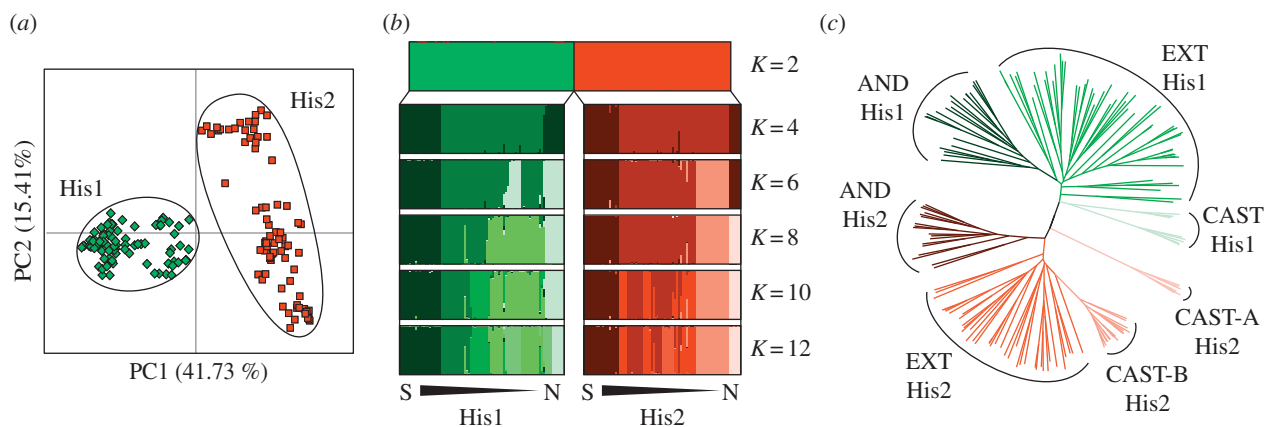 (a)
His2
His1
PC2 (15.41%)
PC1 (41.73 %)
(b)
K=2
K=4
K=6
K=8
K=10
K=12
S N S N
His1 His2
(c)
EXT
His1
AND
His1
AND
His2
CAST
His1
CAST-A
His2
EXT
His2
CAST-B
His2